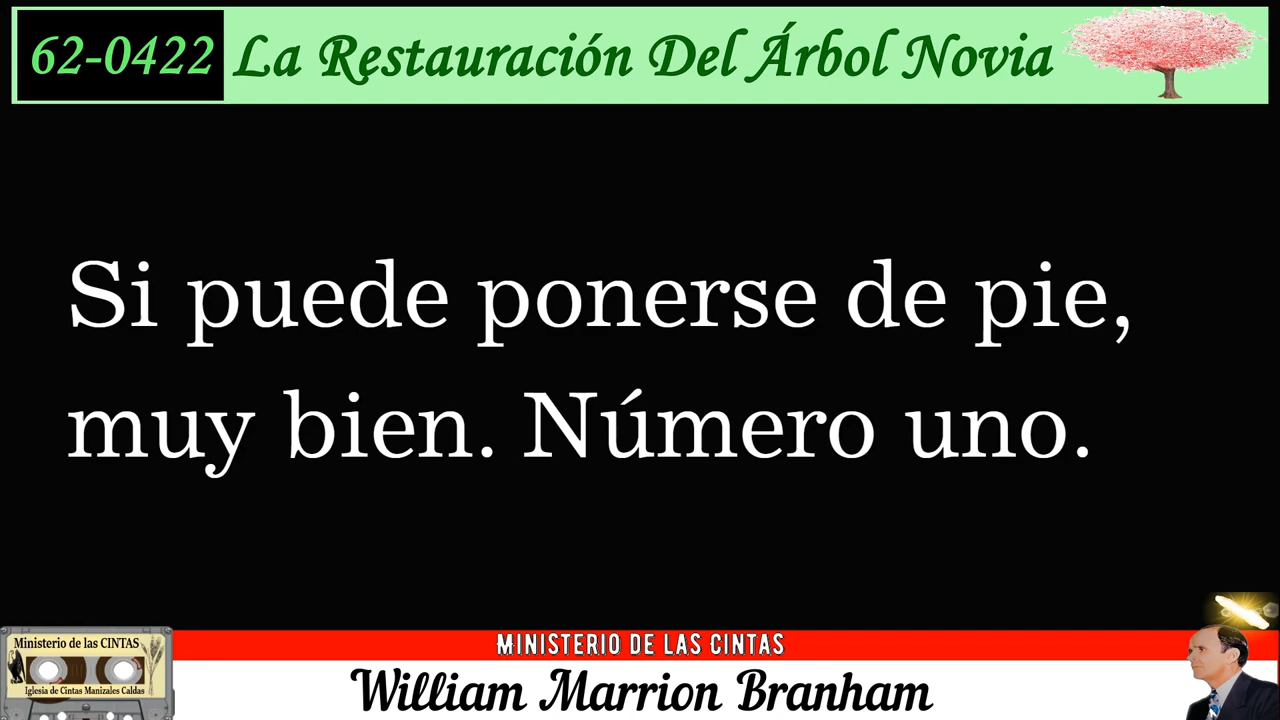 62-0422 La Restauración Del Árbol Novia
Si puede ponerse de pie,
muy bien. Número uno.
Ministerio de las CINTAS
Iglesia de Cintas Manizales Caldas
MINISTERIO DE LAS CINTAS
William Marrion Branham